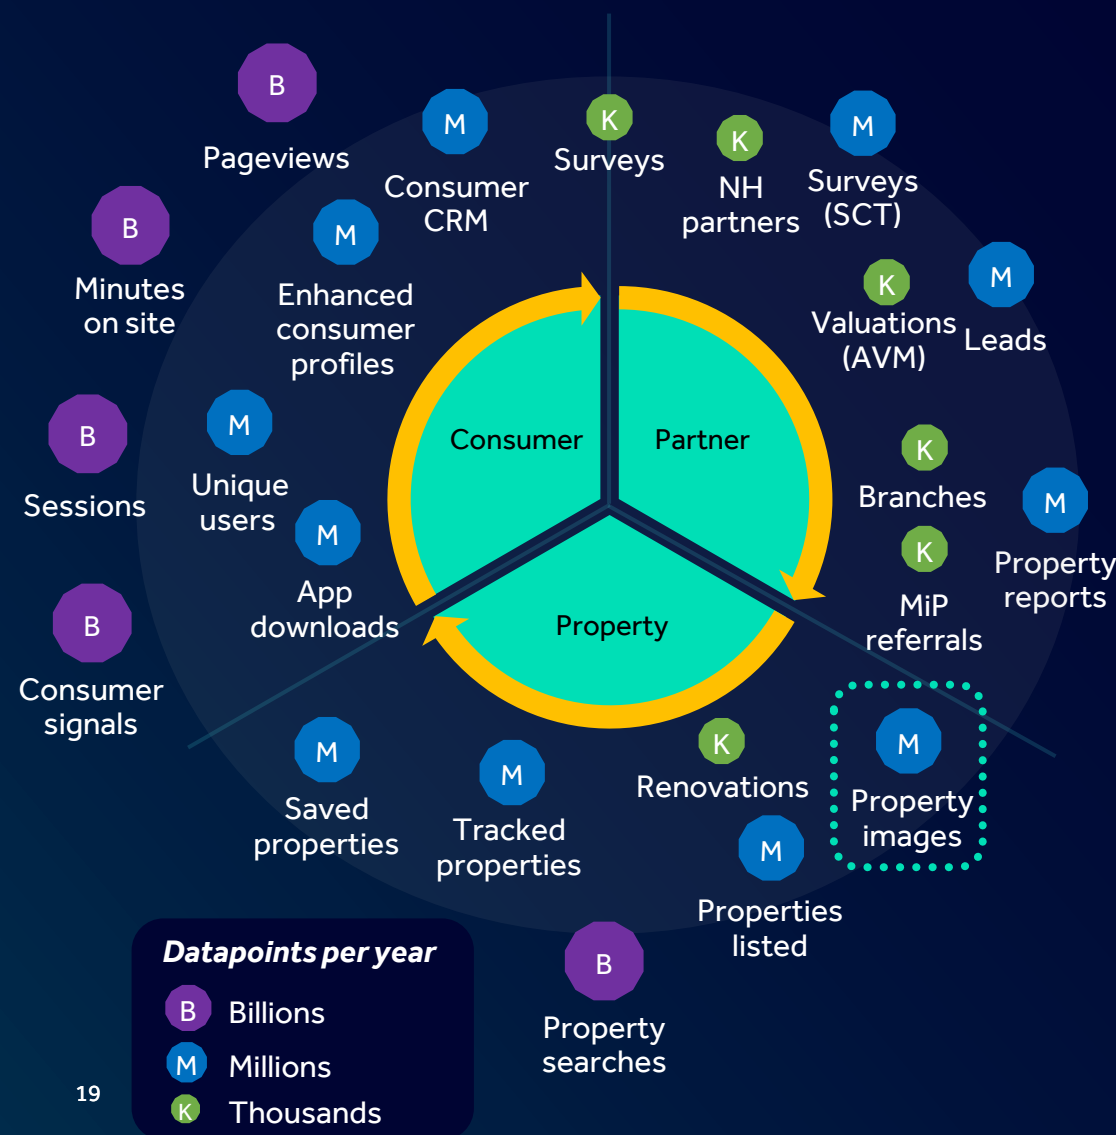 B
Pageviews
M
Consumer
CRM
K
Surveys
K
NH
partners
M
Surveys
(SCT)
B
Minutes
on site
M
Enhanced
consumer
profiles
K
Valuations
(AVM)
M
Leads
B
Sessions
M
Unique
users
Consumer
Partner
K
Branches
M
Property
reports
M
App
downloads
K
MiP
referrals
B
Consumer
signals
Property
M
Saved
properties
M
Tracked
properties
K
Renovations
M
Property
images
M
Properties
listed
B
Property
searches
Datapoints per year
B Billions
M Millions
K Thousands
19